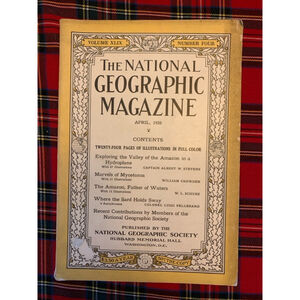 VOLUME XLIX
NUMBER FOUR
THE NATIONAL
GEOGRAPHIC
MAGAZINE
APRIL, 1926
CONTENTS
TWENTY-FOUR PAGES OF ILLUSTRATIONS IN FULL COLOR
Exploring the Valley of the Amazon in a
Hydroplane
CAPTAIN ALBERT W. STEVENS
Marvels of Mycetozoa
WILLIAM CROWDER
The Amazon, Father of Waters
W. L. SCHURZ
Where the Sard Holds Sway
COLONEL LUIGI PELLERANO
Recent Contributions by Members of the
National Geographic Society
PUBLISHED BY THE
NATIONAL GEOGRAPHIC SOCIETY
HUBBARD MEMORIAL HALL
WASHINGTON, D.C.